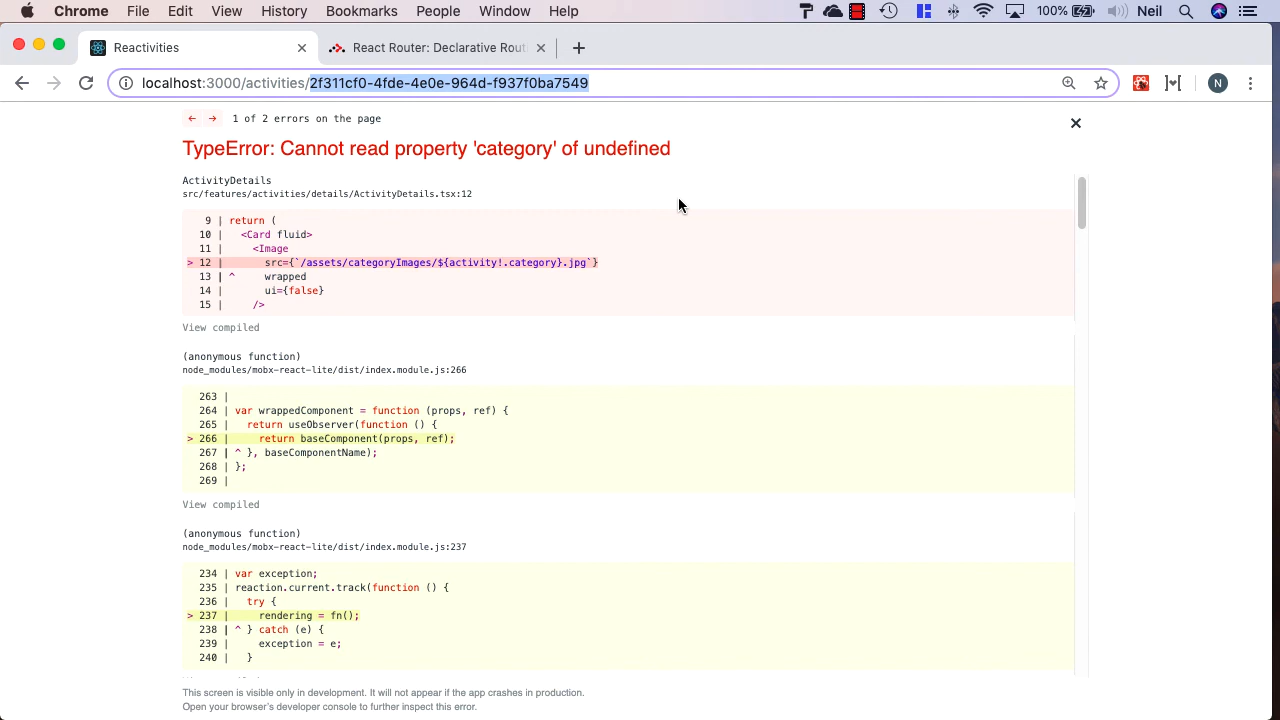 Chrome File Edit View History Bookmarks People Window Help 100% Neil
Reactivities
React Router: Declarative Rout
localhost:3000/activities/2f311cf0-4fde-4e0e-964d-f937f0ba7549
N
← → 1 of 2 errors on the page
TypeError: Cannot read property 'category' of undefined
ActivityDetails
src/features/activities/details/ActivityDetails.tsx:12
9 | return (
10 | <Card fluid>
11 | <Image
> 12 | src={`/assets/categoryImages/${activity!.category}.jpg`}
13 | ^ wrapped
14 | ui={false}
15 | />
View compiled
(anonymous function)
node_modules/mobx-react-lite/dist/index.module.js:266
263 |
264 | var wrappedComponent = function (props, ref) {
265 | return useObserver(function () {
> 266 | return baseComponent(props, ref);
267 | ^ }, baseComponentName);
268 | };
269 |
View compiled
(anonymous function)
node_modules/mobx-react-lite/dist/index.module.js:237
234 | var exception;
235 | reaction.current.track(function () {
236 | try {
> 237 | rendering = fn();
238 | ^ } catch (e) {
239 | exception = e;
240 | }
This screen is visible only in development. It will not appear if the app crashes in production.
Open your browser's developer console to further inspect this error.